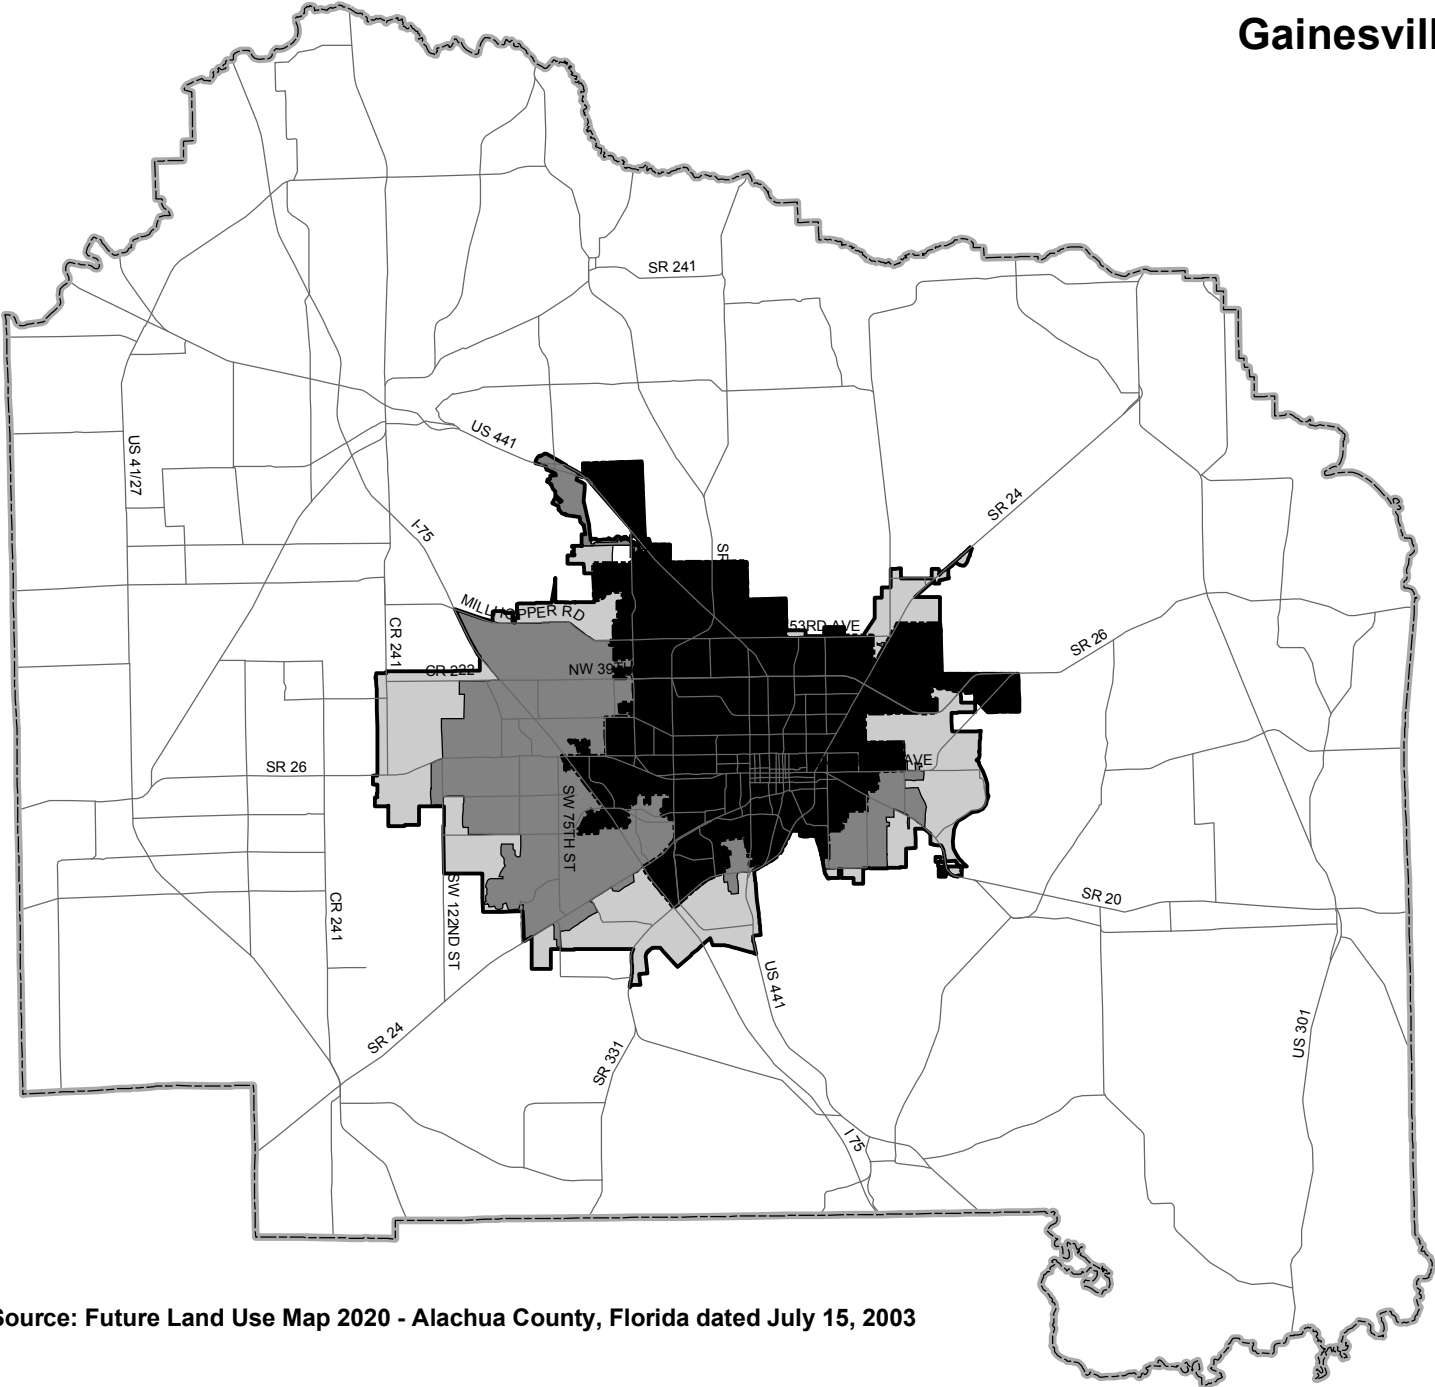 Gainesvill
SR 241
US 441
US 41/27
SR 24
I-75
SR
MILLHOPPER RD
53RD AVE
CR 241
SR 26
CR 222
NW 39
SR 26
AVE
SW 75TH ST
SW 122ND ST
CR 241
SR 20
US 441
SR 24
SR 331
US 301
I 75
Source: Future Land Use Map 2020 - Alachua County, Florida dated July 15, 2003